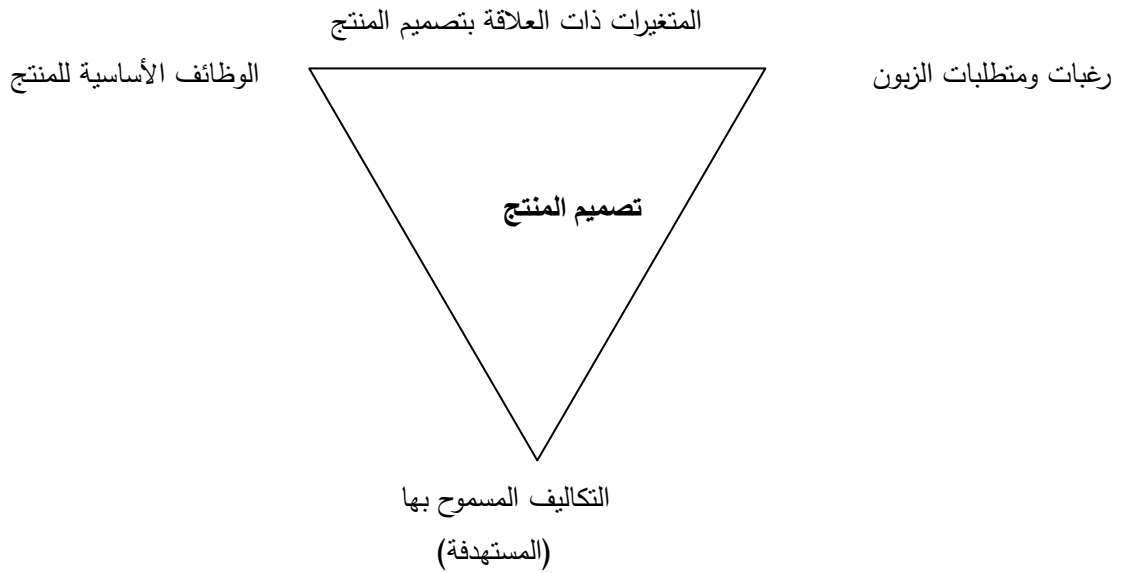 المتغيرات ذات العلاقة بتصميم المنتج
رغبات ومتطلبات الزبون
الوظائف الأساسية للمنتج
تصميم المنتج
التكاليف المسموح بها
(المستهدفة)